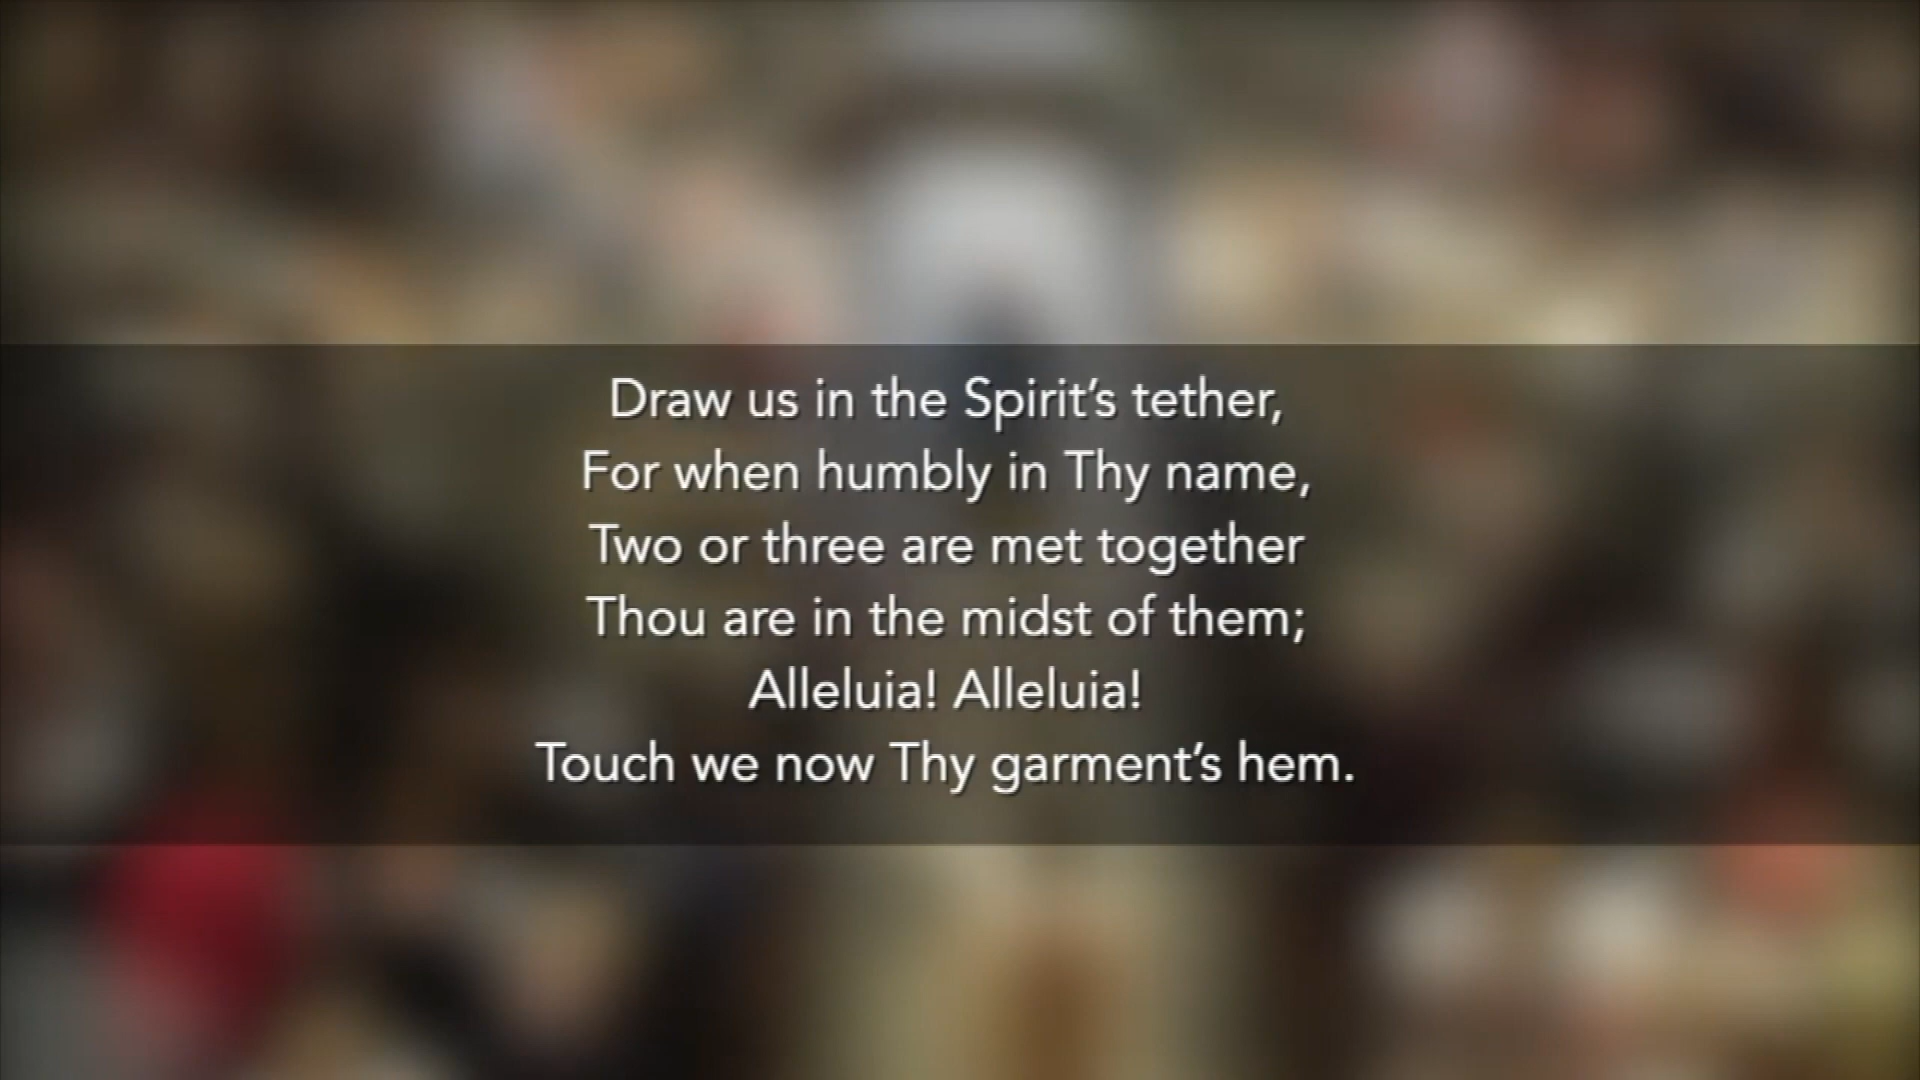 Draw us in the Spirit’s tether,
For when humbly in Thy name,
Two or three are met together
Thou are in the midst of them;
Alleluia! Alleluia!
Touch we now Thy garment’s hem.